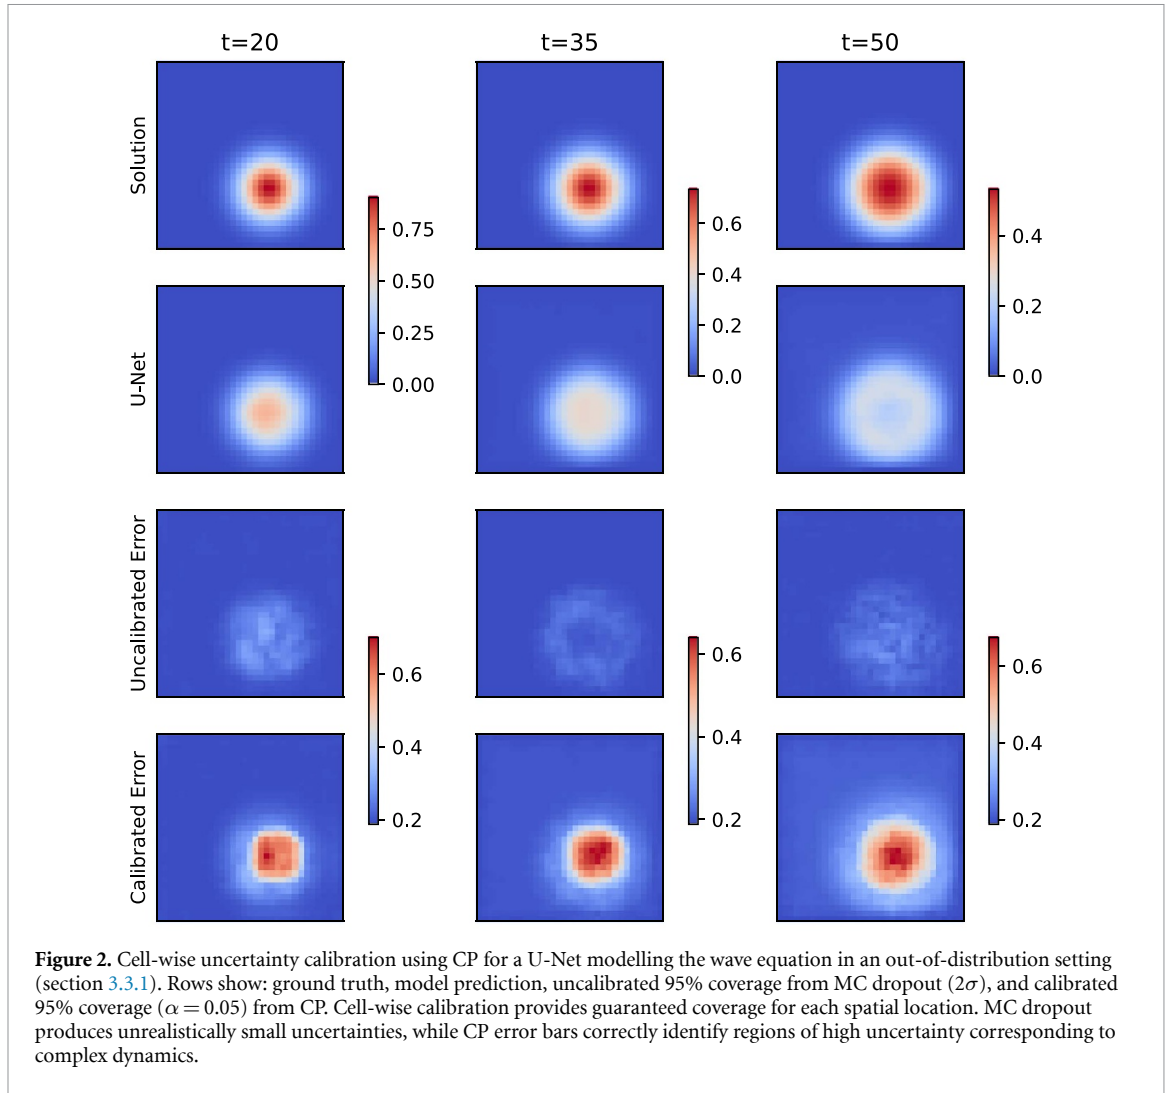 t=20
t=35
t=50
Solution
0.75
0.50
0.25
0.00
0.6
0.4
0.2
0.0
0.4
0.2
0.0
U-Net
Uncalibrated Error
0.6
0.4
0.2
0.6
0.4
0.2
0.6
0.4
0.2
Calibrated Error
Figure 2. Cell-wise uncertainty calibration using CP for a U-Net modelling the wave equation in an out-of-distribution setting
(section 3.3.1). Rows show: ground truth, model prediction, uncalibrated 95% coverage from MC dropout (2σ), and calibrated
95% coverage (α = 0.05) from CP. Cell-wise calibration provides guaranteed coverage for each spatial location. MC dropout
produces unrealistically small uncertainties, while CP error bars correctly identify regions of high uncertainty corresponding to
complex dynamics.